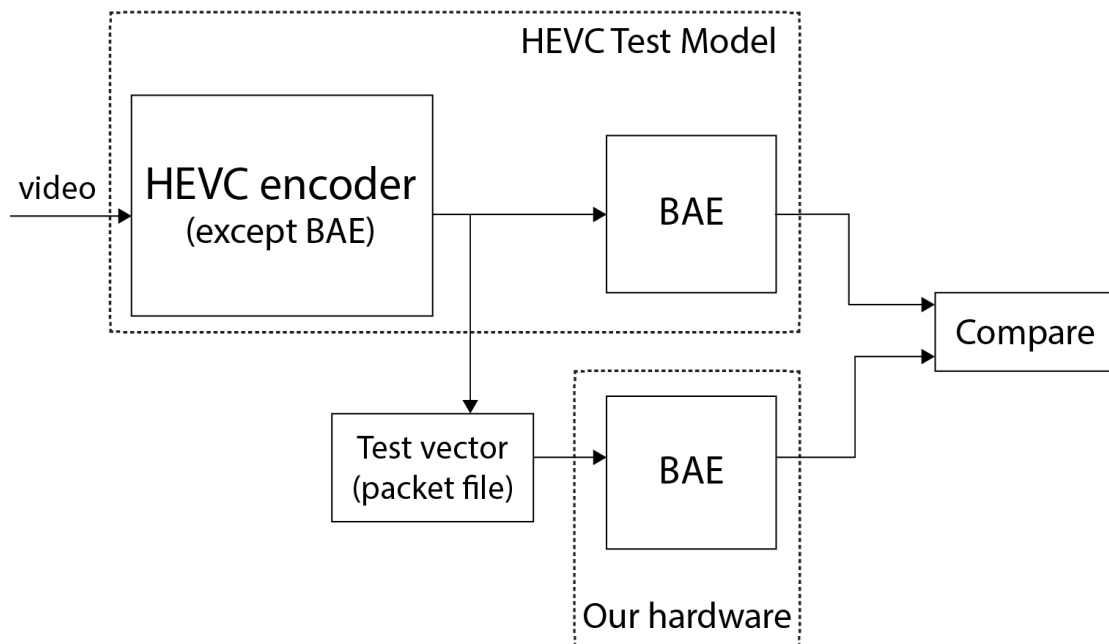 HEVC Test Model
video
HEVC encoder
(except BAE)
BAE
Compare
Test vector
(packet file)
BAE
Our hardware